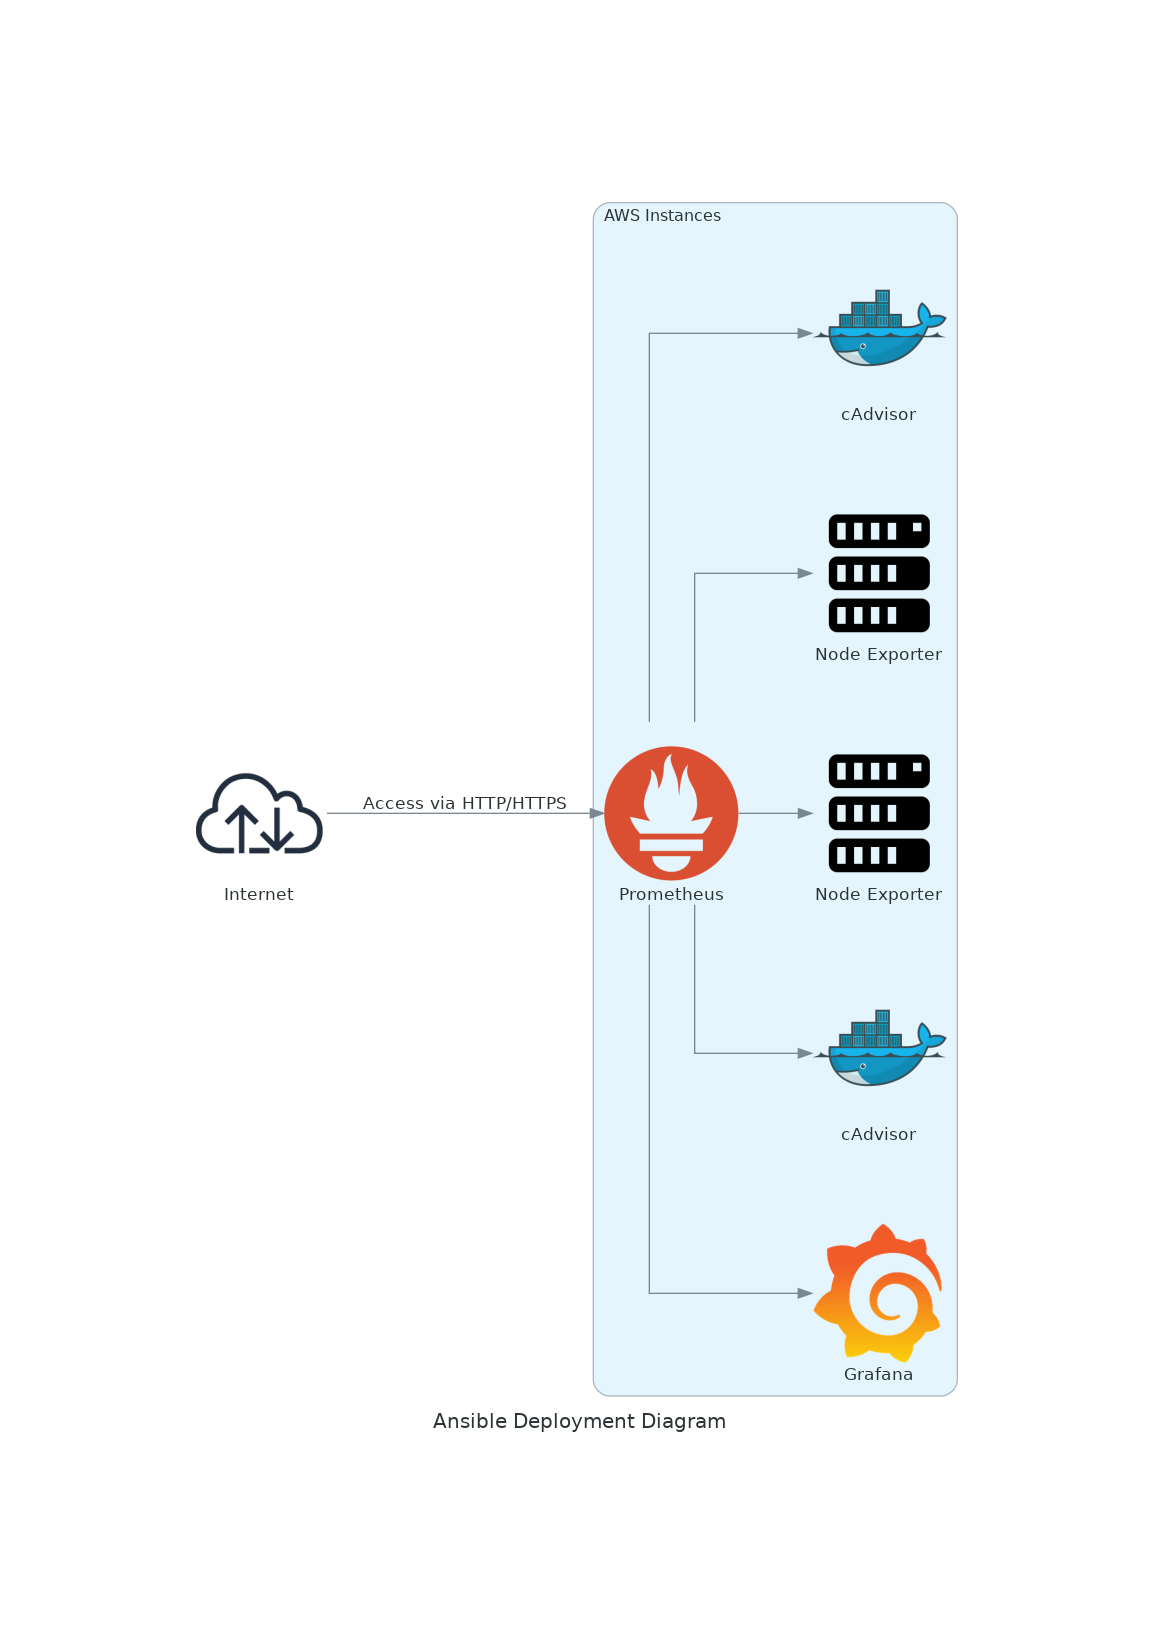 AWS Instances
cAdvisor
Node Exporter
Access via HTTP/HTTPS
Internet
Prometheus
Node Exporter
cAdvisor
Grafana
Ansible Deployment Diagram